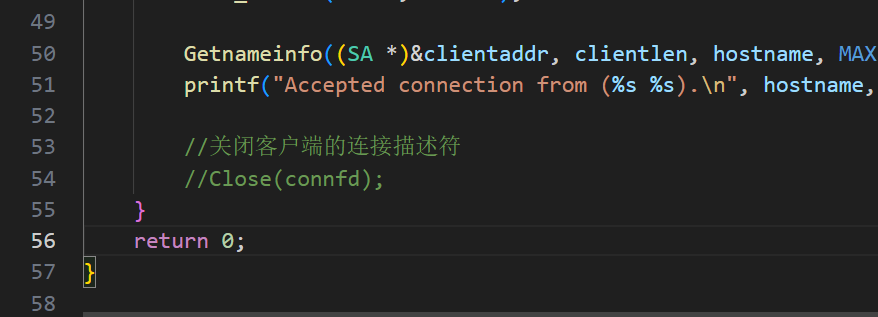 49
50 Getnameinfo((SA *)&clientaddr, clientlen, hostname, MAX
51 printf("Accepted connection from (%s %s).\n", hostname,
52
53 //关闭客户端的连接描述符
54 //Close(connfd);
55 }
56 return 0;
57 }
58